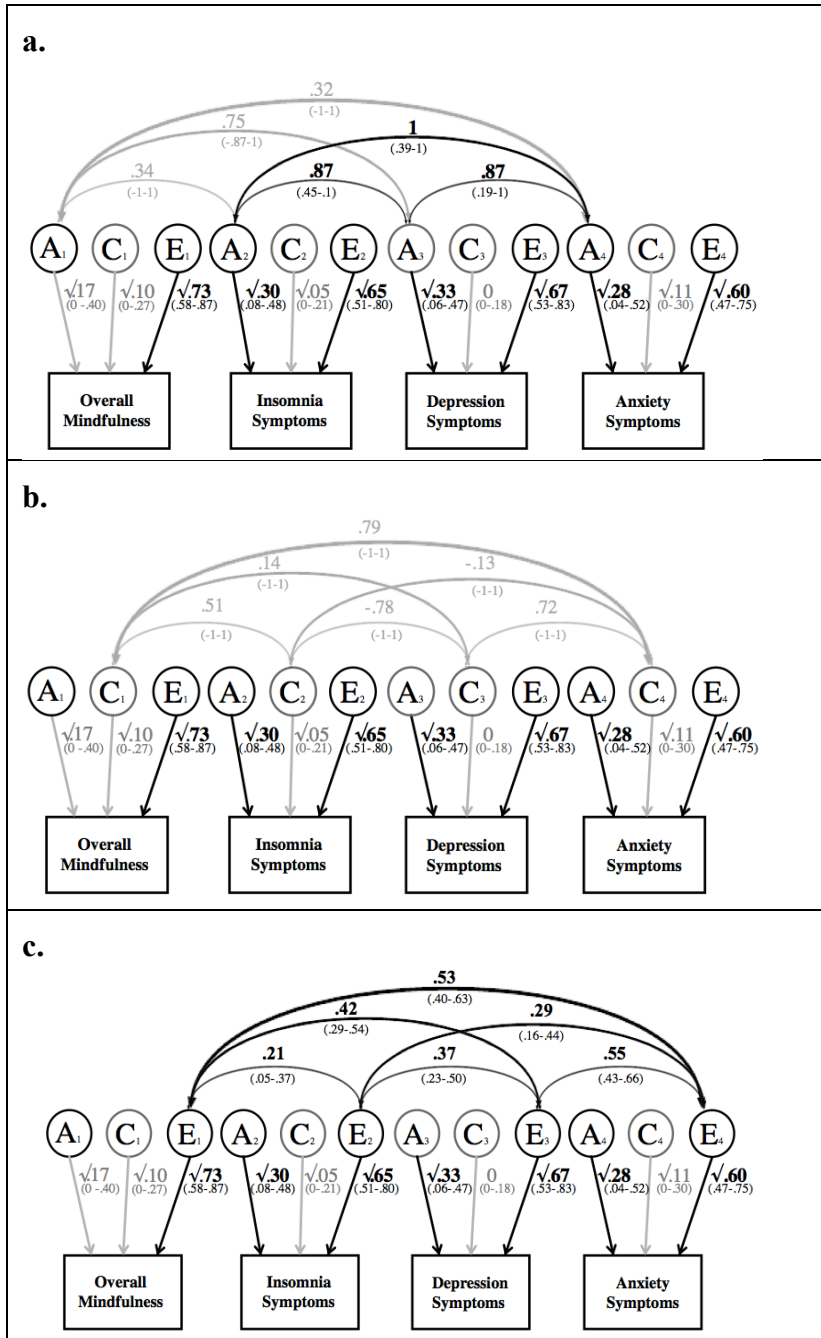 a.
.32
(-1-1)
.75
(-.87-1)
1
(.39-1)
.34
(-1-1)
.87
(.45-.1)
.87
(.19-1)
A1 C1 E1 A2 C2 E2 A3 C3 E3 A4 C4 E4
√.17 √.10 √.73 √.30 √.05 √.65 √.33 0 √.67 √.28 √.11 √.60
(0 -.40) (0-.27) (.58-.87) (.08-.48) (0-.21) (.51-.80) (.06-.47) (0-.18) (.53-.83) (.04-.52) (0-.30) (.47-.75)
Overall Insomnia Depression Anxiety
Mindfulness Symptoms Symptoms Symptoms
b.
.79
(-1-1)
.14
(-1-1)
-.13
(-1-1)
.51
(-1-1)
-.78
(-1-1)
.72
(-1-1)
A1 C1 E1 A2 C2 E2 A3 C3 E3 A4 C4 E4
√.17 √.10 √.73 √.30 √.05 √.65 √.33 0 √.67 √.28 √.11 √.60
(0 -.40) (0-.27) (.58-.87) (.08-.48) (0-.21) (.51-.80) (.06-.47) (0-.18) (.53-.83) (.04-.52) (0-.30) (.47-.75)
Overall Insomnia Depression Anxiety
Mindfulness Symptoms Symptoms Symptoms
c.
.53
(.40-.63)
.42
(.29-.54)
.29
(.16-.44)
.21
(.05-.37)
.37
(.23-.50)
.55
(.43-.66)
A1 C1 E1 A2 C2 E2 A3 C3 E3 A4 C4 E4
√.17 √.10 √.73 √.30 √.05 √.65 √.33 0 √.67 √.28 √.11 √.60
(0 -.40) (0-.27) (.58-.87) (.08-.48) (0-.21) (.51-.80) (.06-.47) (0-.18) (.53-.83) (.04-.52) (0-.30) (.47-.75)
Overall Insomnia Depression Anxiety
Mindfulness Symptoms Symptoms Symptoms